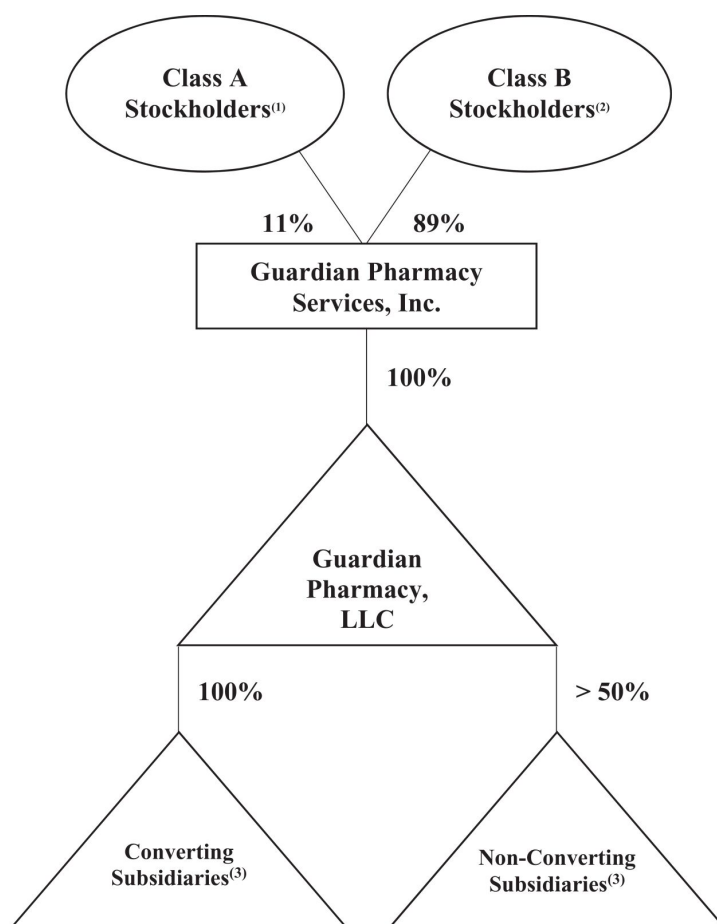 Class A
Stockholders(1)
Class B
Stockholders(2)
11%
89%
Guardian Pharmacy
Services, Inc.
100%
Guardian
Pharmacy,
LLC
100%
> 50%
Converting
Subsidiaries(3)
Non-Converting
Subsidiaries(3)